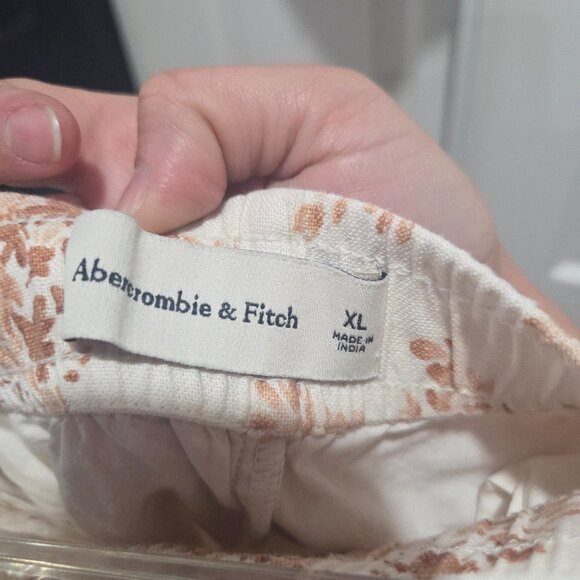 Abercrombie & Fitch
XL
MADE IN
INDIA